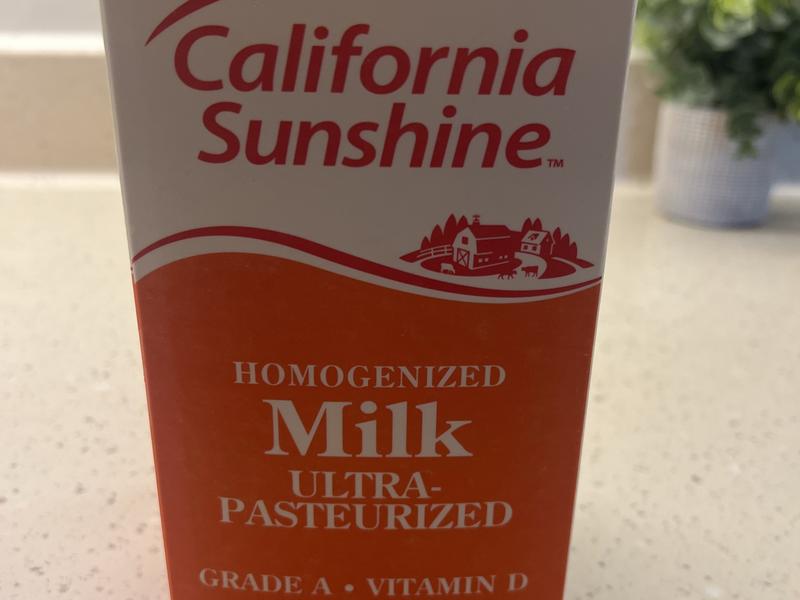 California
Sunshine™
HOMOGENIZED
Milk
ULTRA-
PASTEURIZED
GRADE A • VITAMIN D